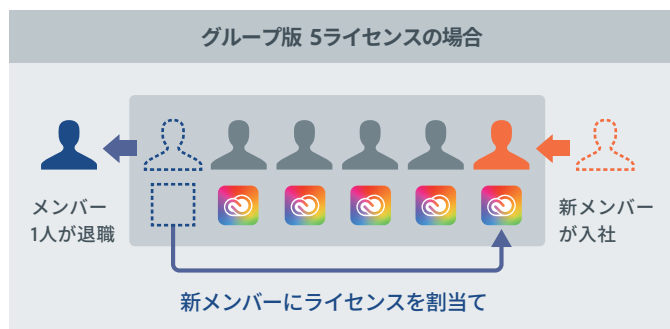 グループ版 5ライセンスの場合
メンバー
1人が退職
新メンバー
が入社
新メンバーにライセンスを割当て